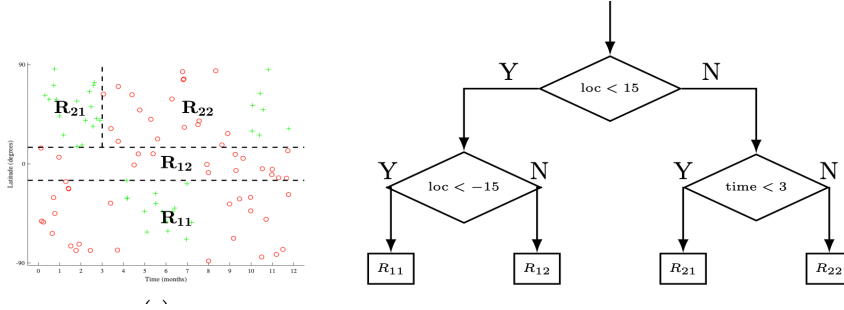 90
R21
R22
R12
R11
0
-90
Latitude (degrees)
0 1 2 3 4 5 6 7 8 9 10 11 12
Time (months)
Y
loc < 15
N
Y
loc < −15
N
Y
time < 3
N
R11
R12
R21
R22